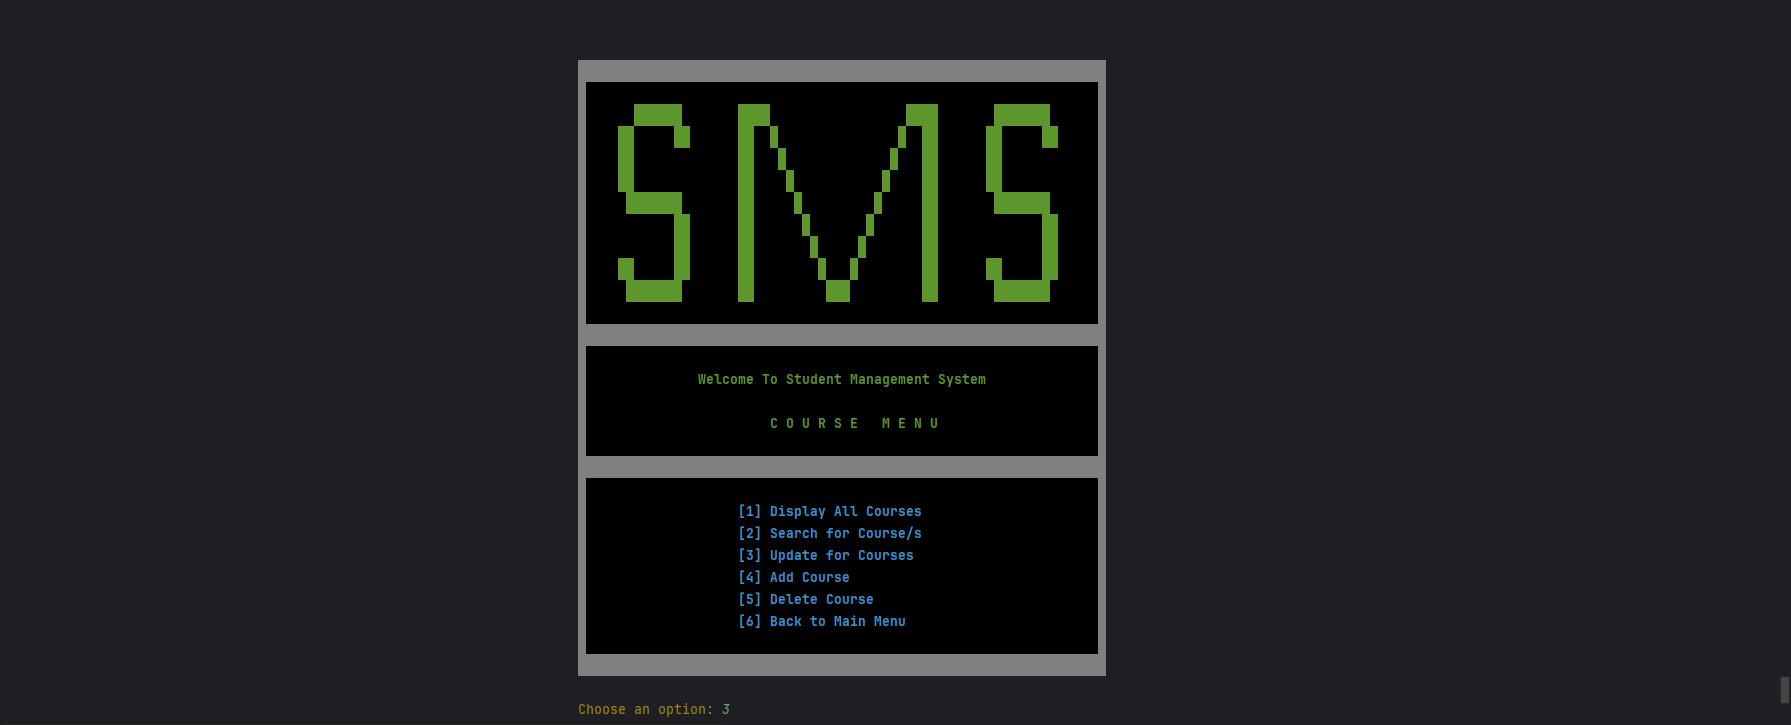 SMS
Welcome To Student Management System
C O U R S E   M E N U
[1] Display All Courses
[2] Search for Course/s
[3] Update for Courses
[4] Add Course
[5] Delete Course
[6] Back to Main Menu
Choose an option: 3